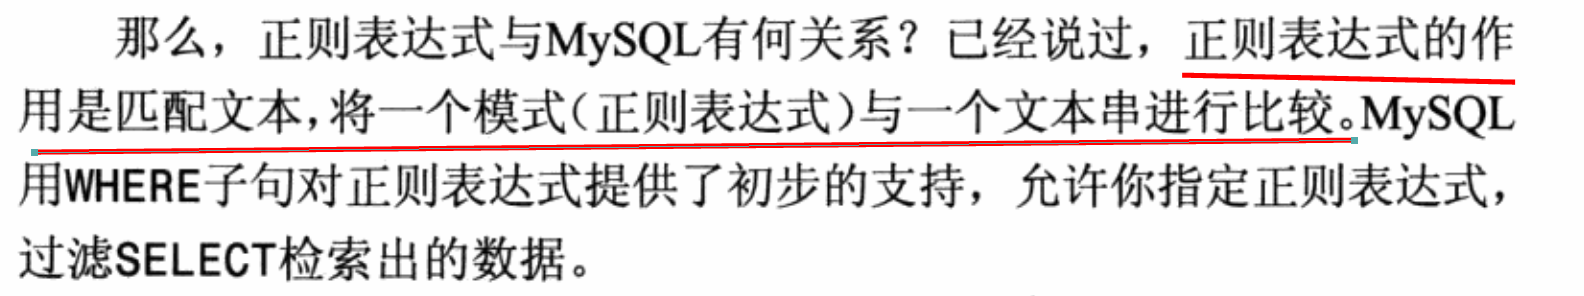 那么，正则表达式与MySQL有何关系？已经说过，正则表达式的作
用是匹配文本，将一个模式（正则表达式）与一个文本串进行比较。MySQL
用WHERE子句对正则表达式提供了初步的支持，允许你指定正则表达式，
过滤SELECT检索出的数据。